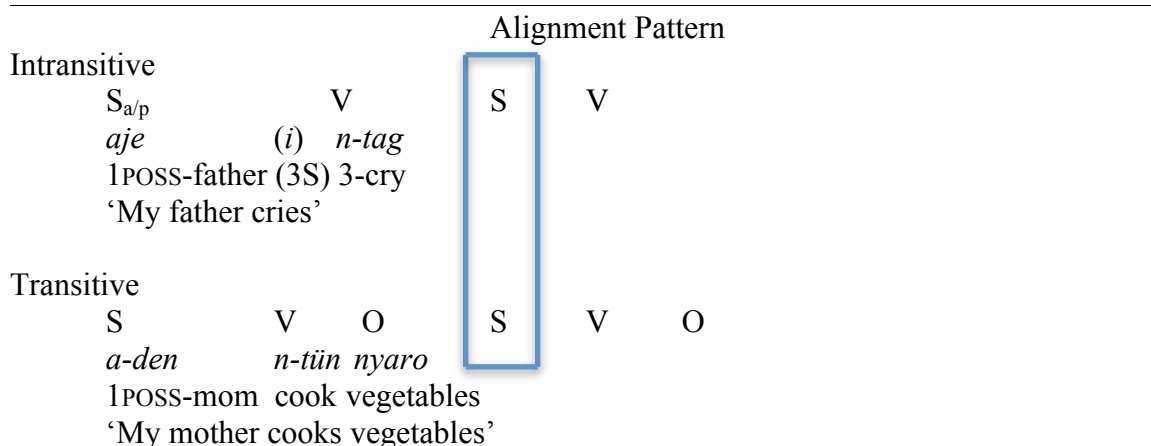 Alignment Pattern
Intransitive
Sa/p V S V
aje (i) n-tag
1POSS-father (3S) 3-cry
‘My father cries’
Transitive
S V O S V O
a-den n-tün nyaro
1POSS-mom cook vegetables
‘My mother cooks vegetables’